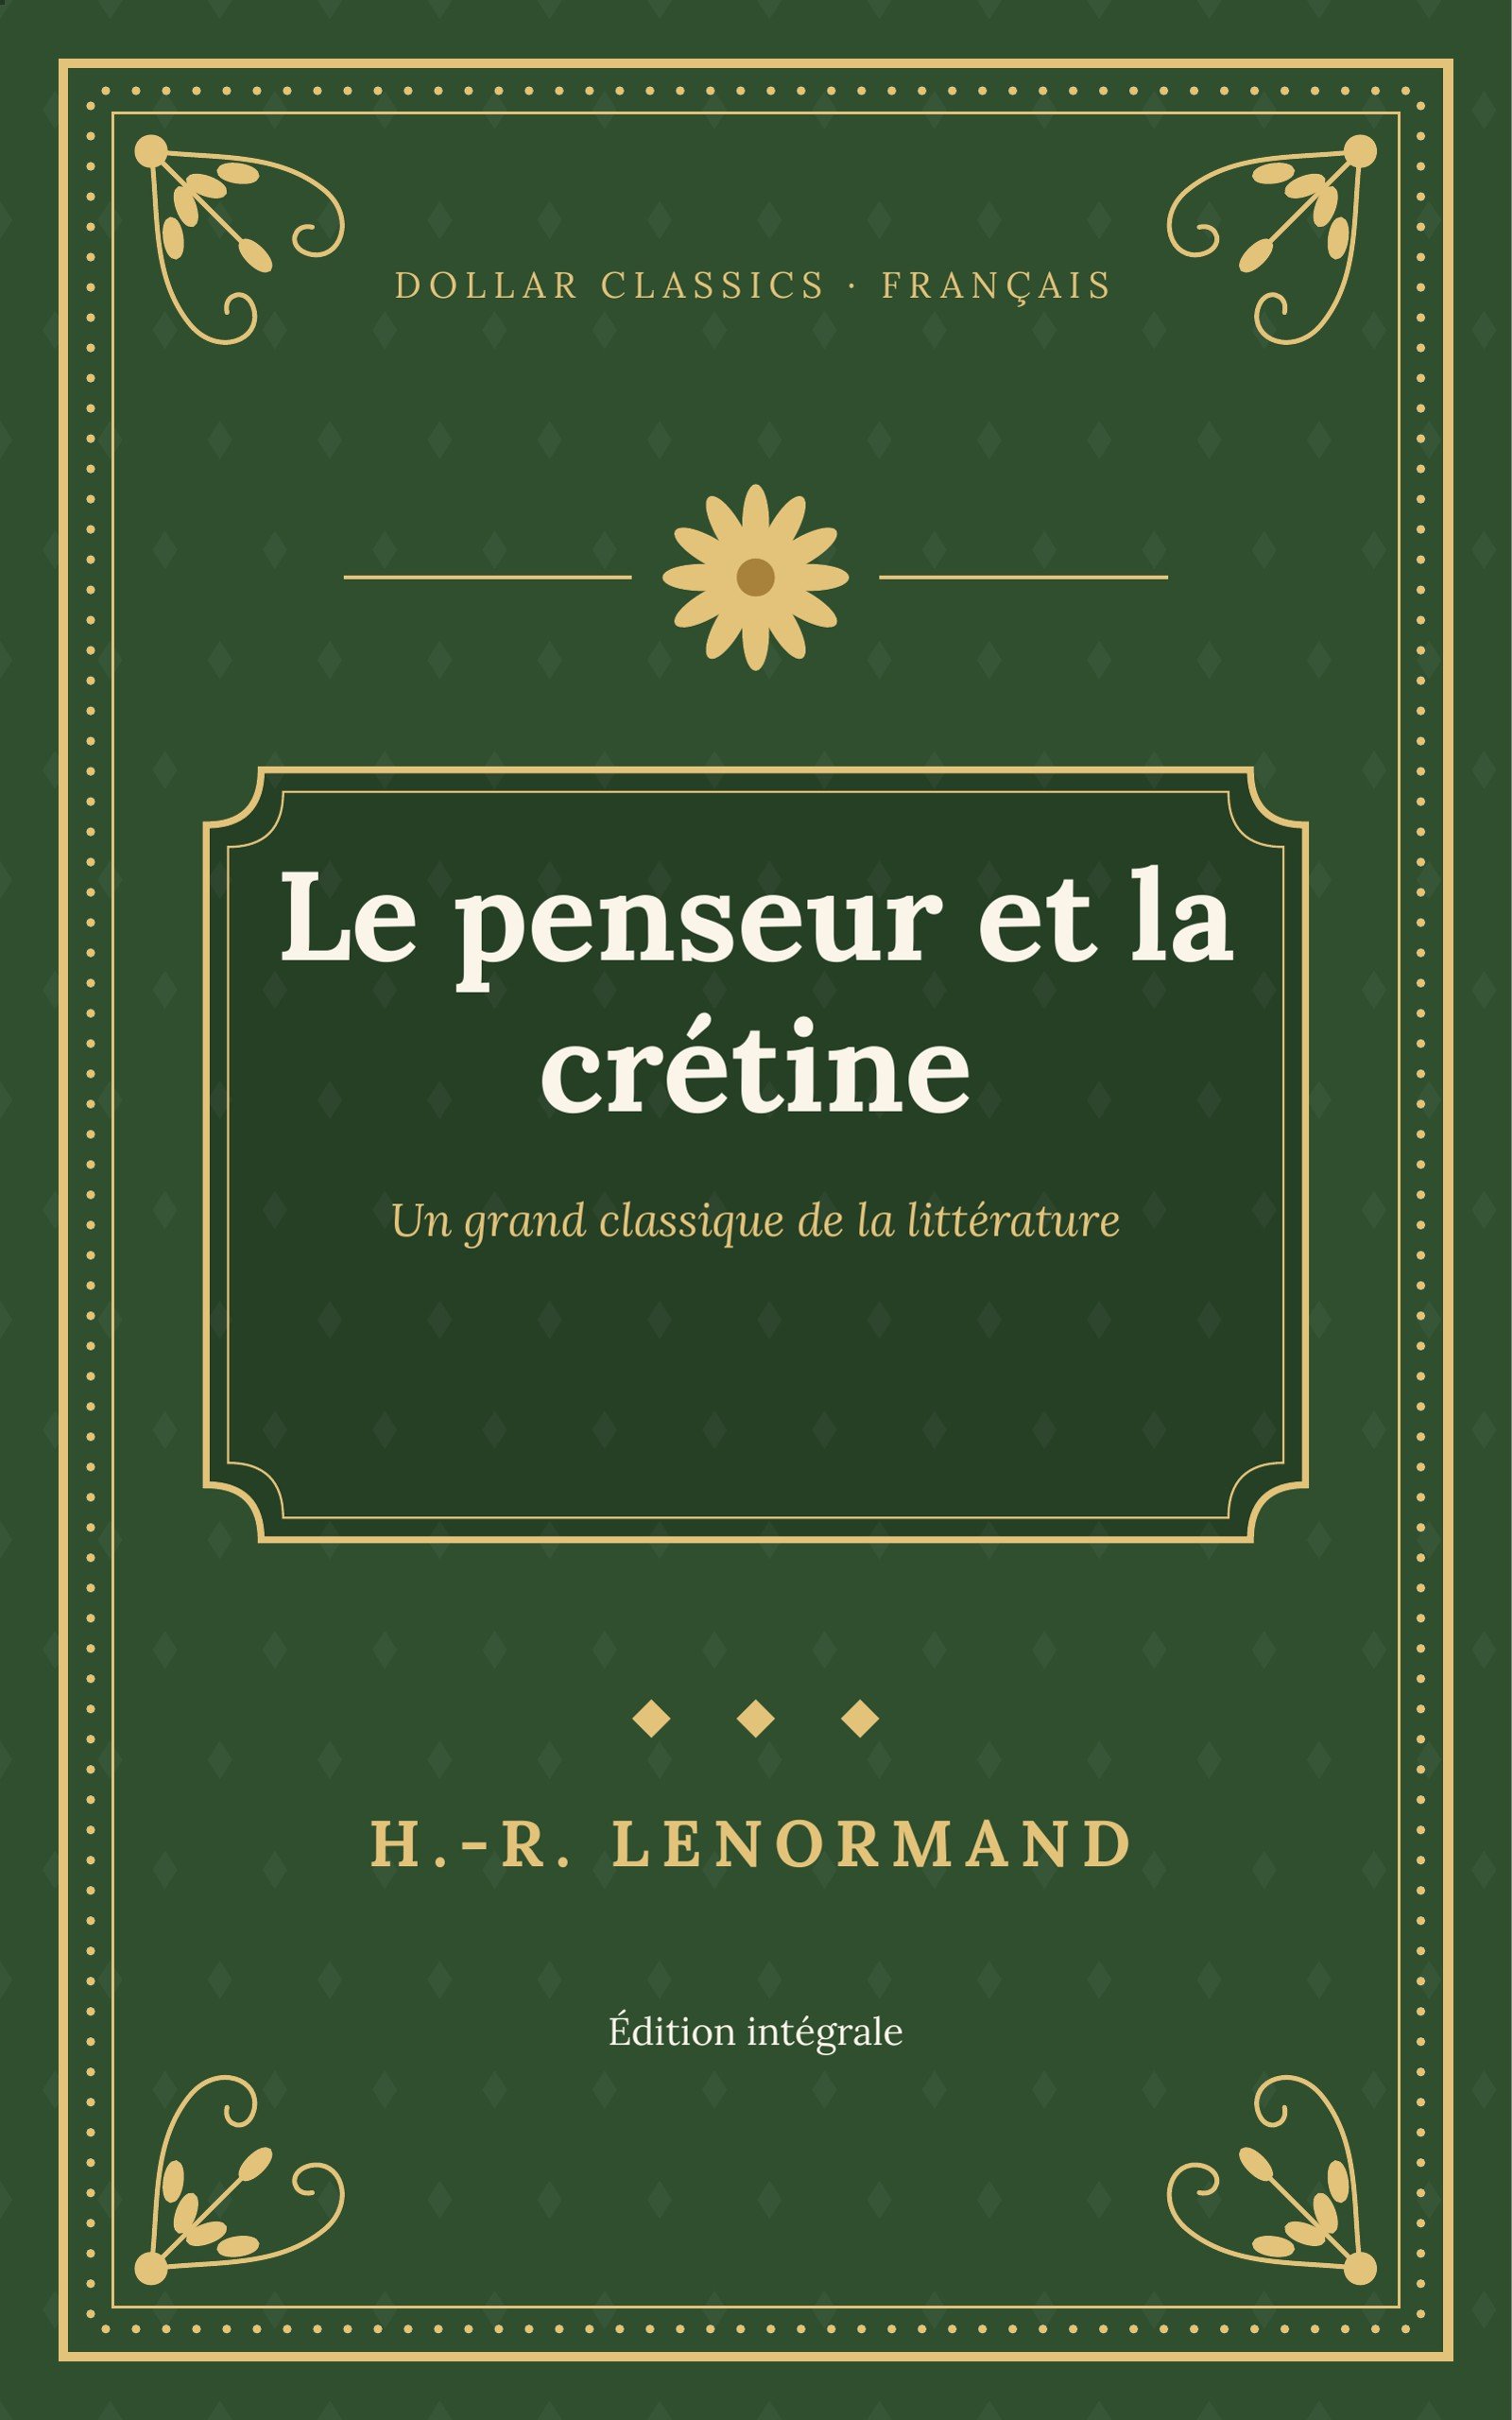 DOLLAR CLASSICS · FRANÇAIS
Le penseur et la
crétine
Un grand classique de la littérature
H.-R. LENORMAND
Édition intégrale